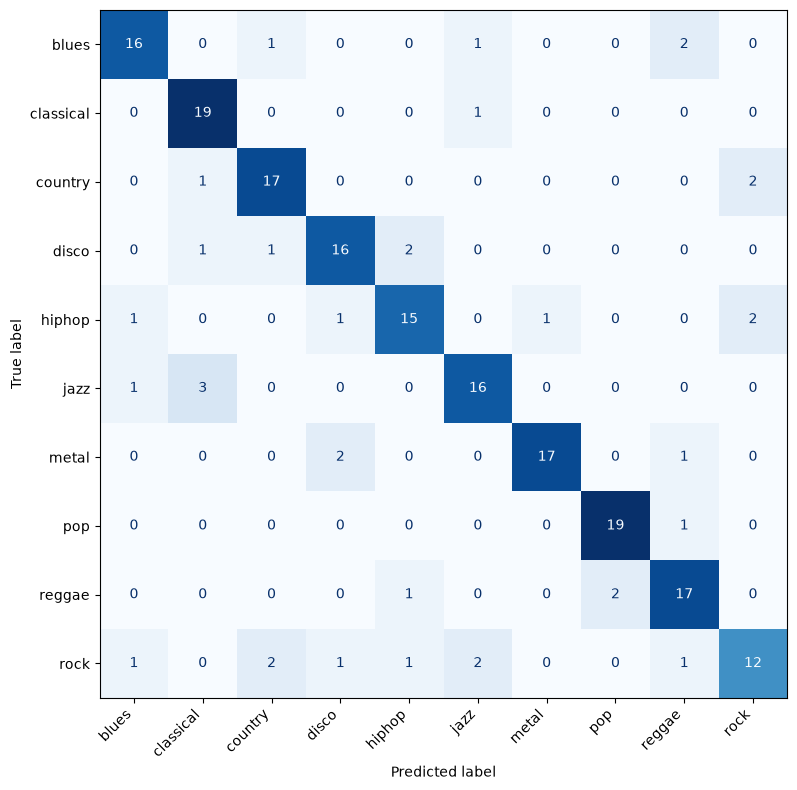 blues 16 0 1 0 0 1 0 0 2 0
classical 0 19 0 0 0 1 0 0 0 0
country 0 1 17 0 0 0 0 0 0 2
disco 0 1 1 16 2 0 0 0 0 0
hiphop 1 0 0 1 15 0 1 0 0 2
jazz 1 3 0 0 0 16 0 0 0 0
metal 0 0 0 2 0 0 17 0 1 0
pop 0 0 0 0 0 0 0 19 1 0
reggae 0 0 0 0 1 0 0 2 17 0
rock 1 0 2 1 1 2 0 0 1 12
True label
blues classical country disco hiphop jazz metal pop reggae rock
Predicted label